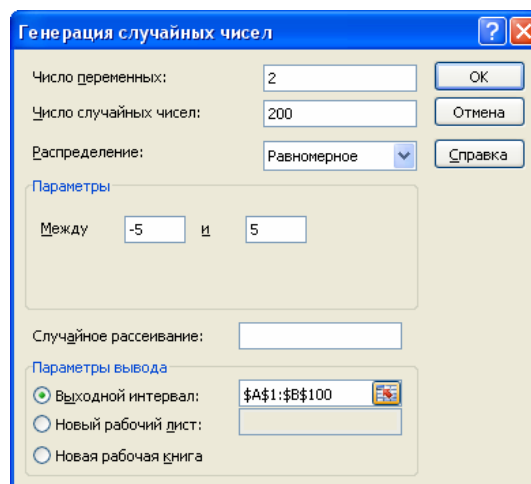 Генерация случайных чисел
Число переменных: 2 ОК
Число случайных чисел: 200 Отмена
Распределение: Равномерное Справка
Параметры
Между -5 и 5
Случайное рассеивание:
Параметры вывода
Выходной интервал: $A$1:$B$100
Новый рабочий лист:
Новая рабочая книга